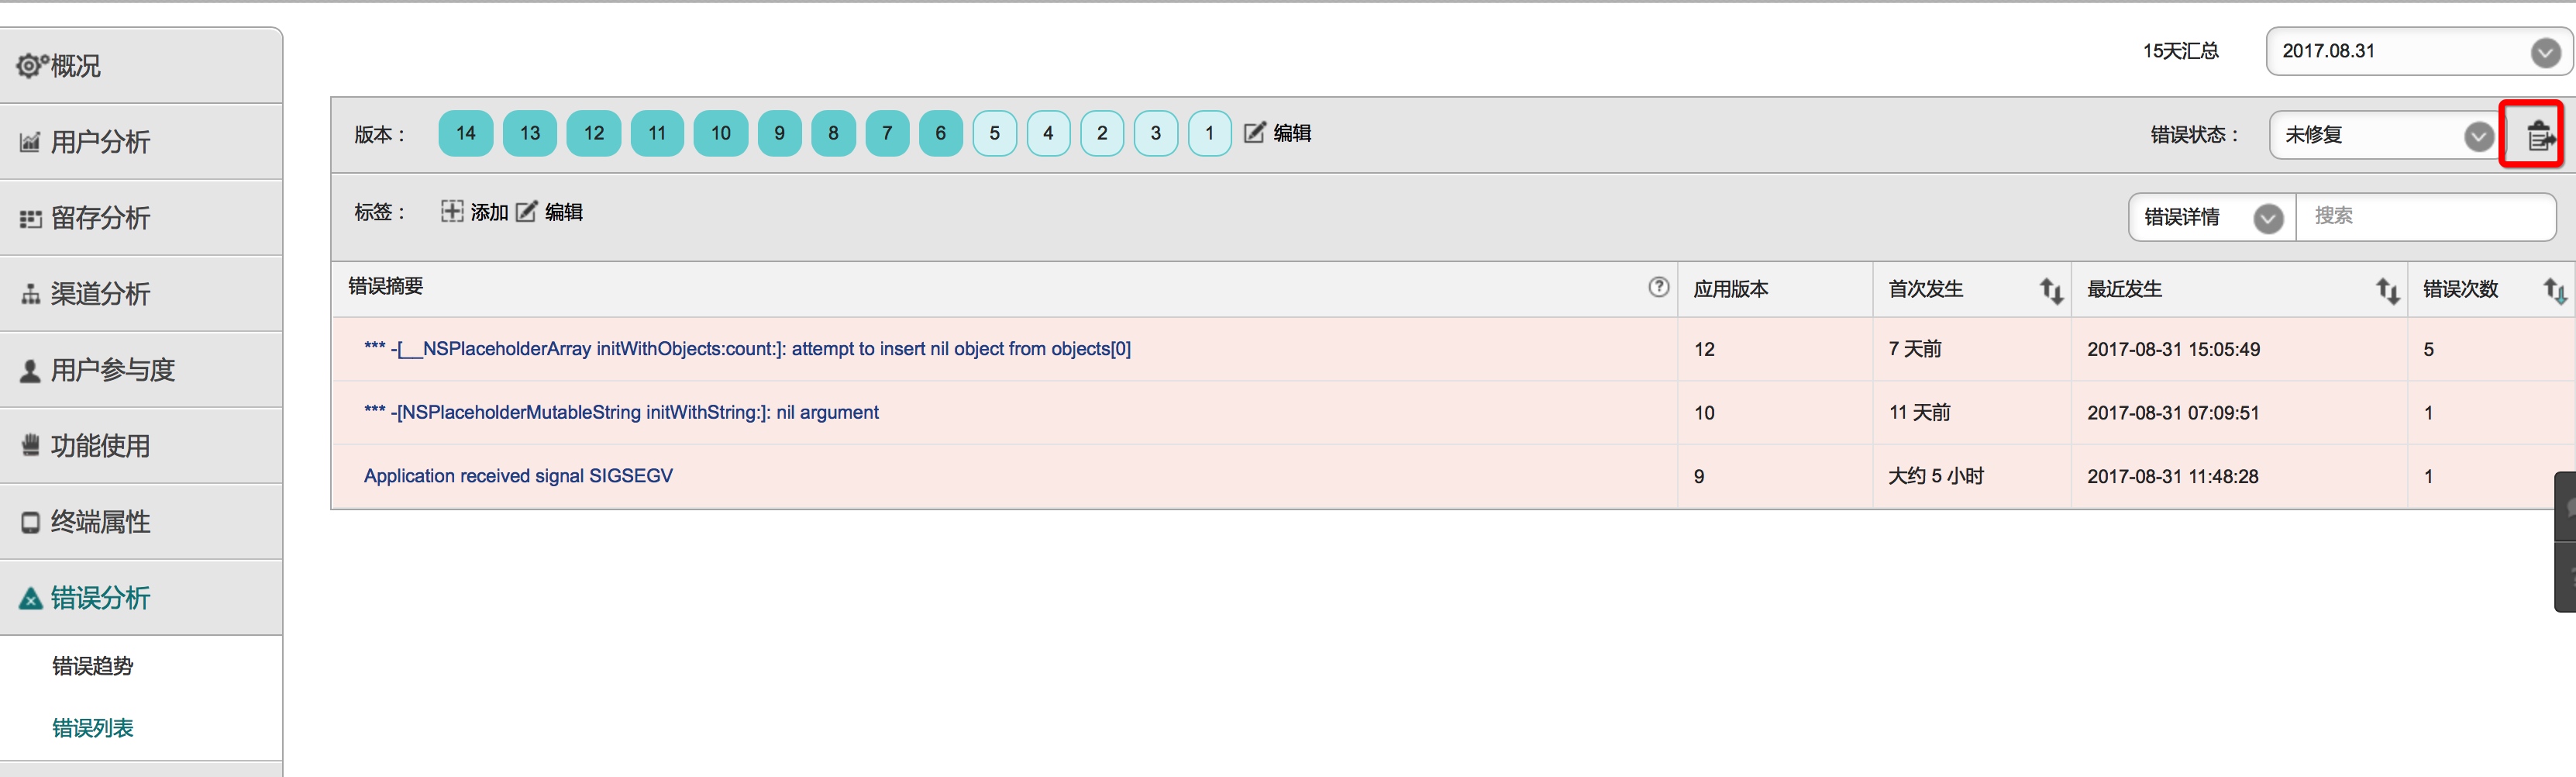 概况
用户分析
留存分析
渠道分析
用户参与度
功能使用
终端属性
错误分析
错误趋势
错误列表
15天汇总 2017.08.31
版本： 14 13 12 11 10 9 8 7 6 5 4 2 3 1 编辑 错误状态： 未修复
标签： 添加 编辑 错误详情 搜索
错误摘要 ? 应用版本 首次发生 最近发生 错误次数
*** -[__NSPlaceholderArray initWithObjects:count:]: attempt to insert nil object from objects[0] 12 7 天前 2017-08-31 15:05:49 5
*** -[NSPlaceholderMutableString initWithString:]: nil argument 10 11 天前 2017-08-31 07:09:51 1
Application received signal SIGSEGV 9 大约 5 小时 2017-08-31 11:48:28 1